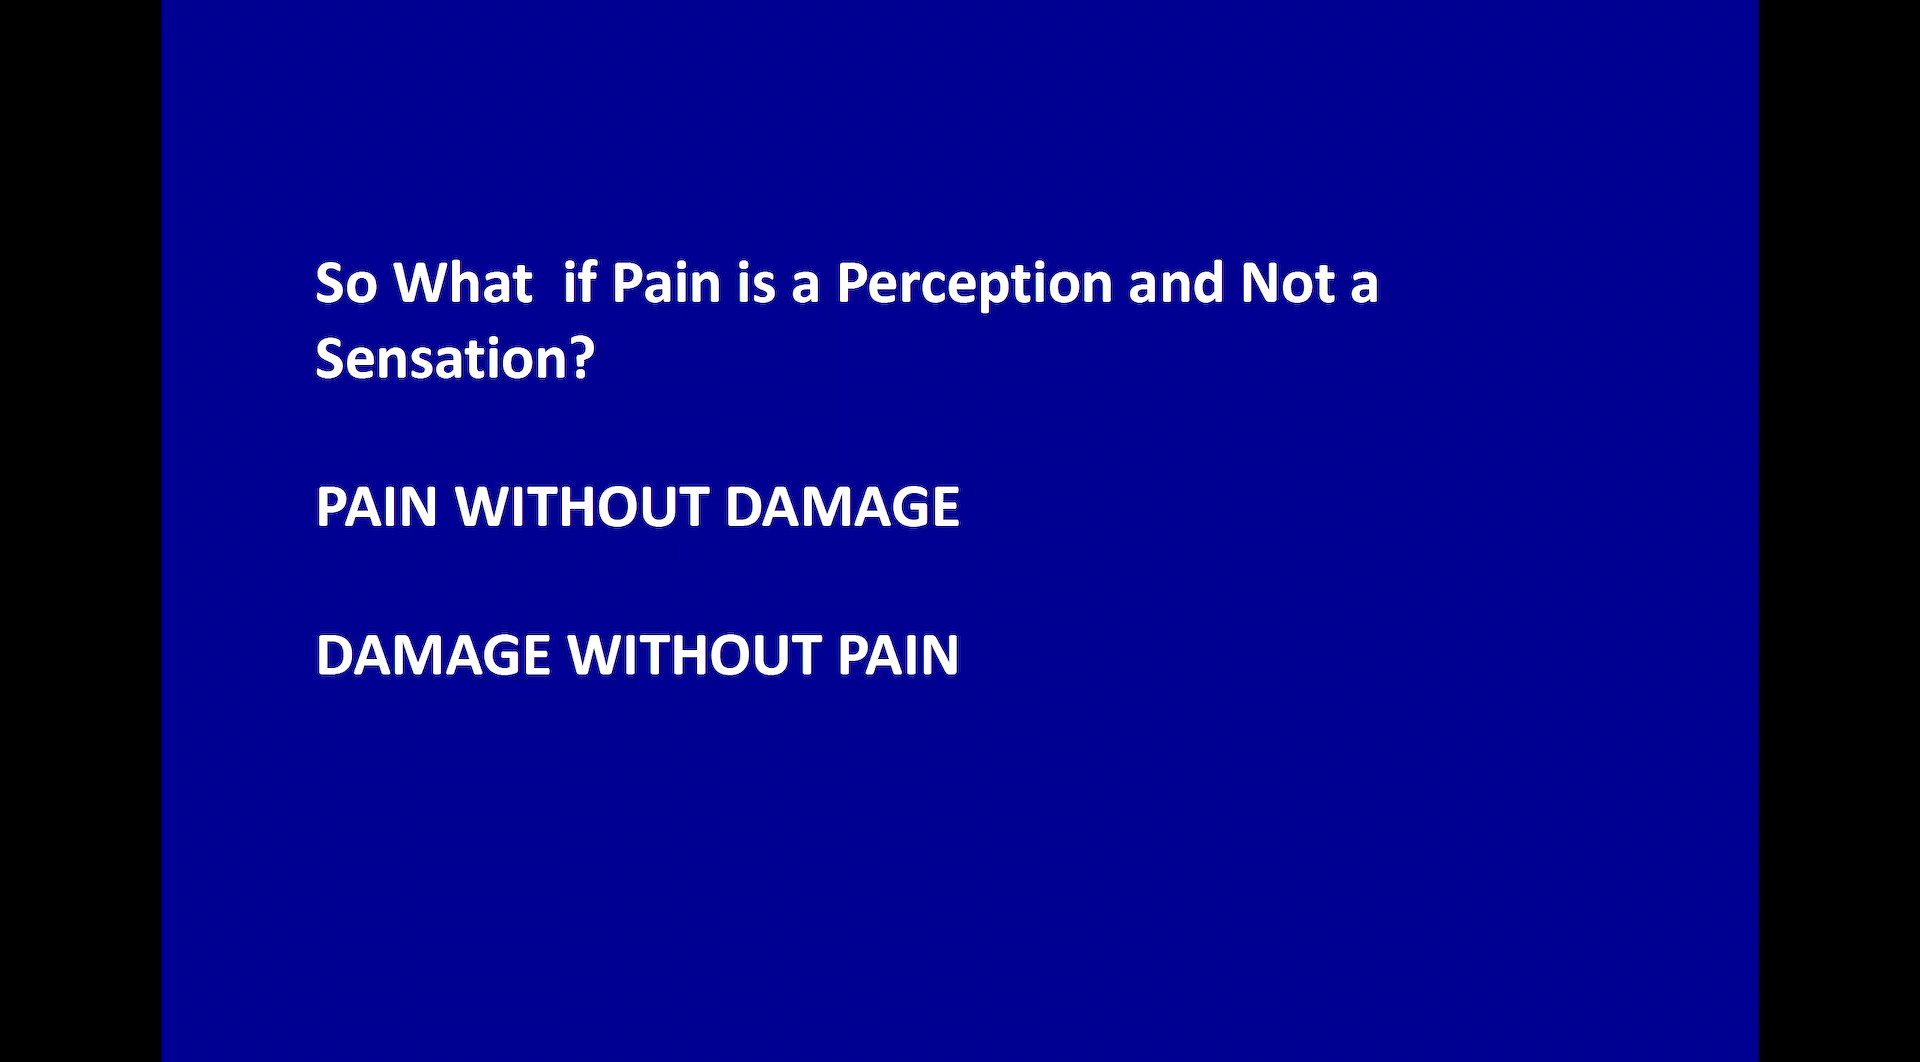 So What  if Pain is a Perception and Not a
Sensation?
PAIN WITHOUT DAMAGE
DAMAGE WITHOUT PAIN